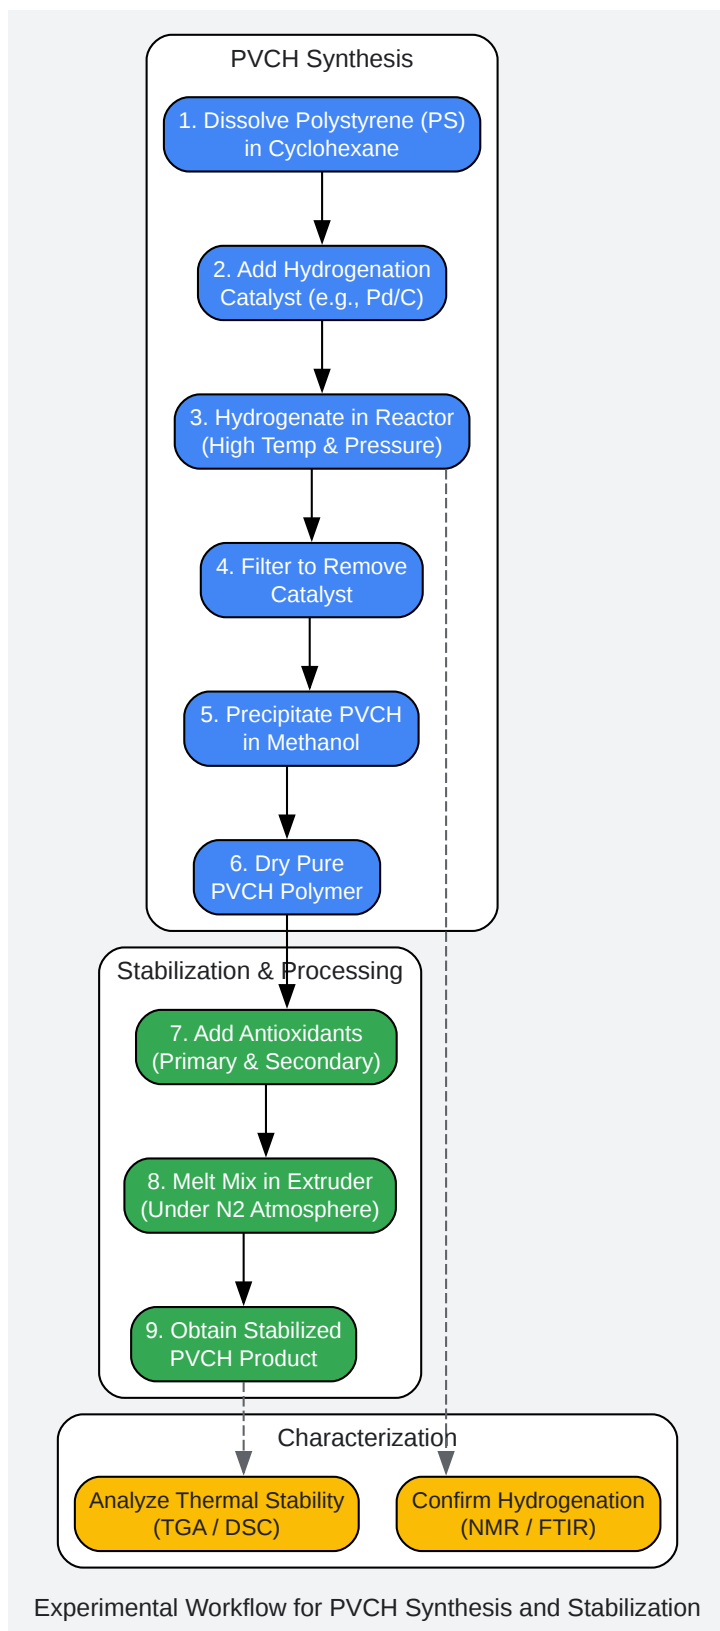 PVCH Synthesis
1. Dissolve Polystyrene (PS)
in Cyclohexane
2. Add Hydrogenation
Catalyst (e.g., Pd/C)
3. Hydrogenate in Reactor
(High Temp & Pressure)
4. Filter to Remove
Catalyst
5. Precipitate PVCH
in Methanol
6. Dry Pure
PVCH Polymer
Stabilization & Processing
7. Add Antioxidants
(Primary & Secondary)
8. Melt Mix in Extruder
(Under N2 Atmosphere)
9. Obtain Stabilized
PVCH Product
Characterization
Analyze Thermal Stability
(TGA / DSC)
Confirm Hydrogenation
(NMR / FTIR)
Experimental Workflow for PVCH Synthesis and Stabilization